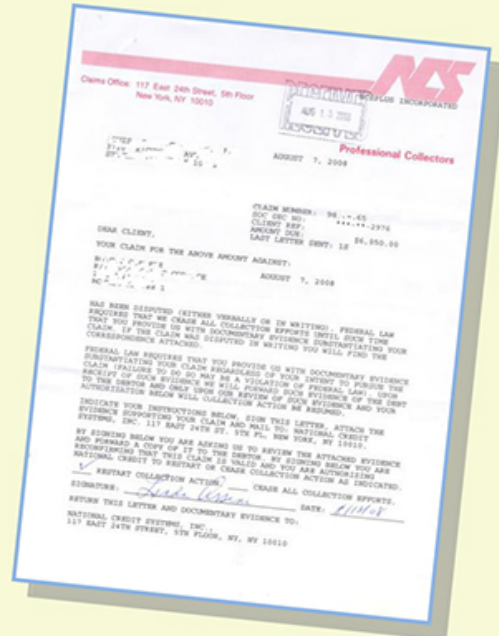 NCS
NCSPLUS INCORPORATED
Claims Office: 117 East 24th Street, 5th Floor
New York, NY 10010
RECEIVED
AUG 13 2008
Professional Collectors
AUGUST 7, 2008
CLAIM NUMBER: 98
SOC SEC NO:
CLIENT REF: 2976
AMOUNT DUE: $6,950.00
LAST LETTER SENT: 18
DEAR CLIENT,
YOUR CLAIM FOR THE ABOVE AMOUNT AGAINST:
AUGUST 7, 2008
HAS BEEN DISPUTED (EITHER VERBALLY OR IN WRITING). FEDERAL LAW
REQUIRES THAT WE CEASE ALL COLLECTION EFFORTS UNTIL SUCH TIME
THAT YOU PROVIDE US WITH DOCUMENTARY EVIDENCE SUBSTANTIATING YOUR
CLAIM. IF THE CLAIM WAS DISPUTED IN WRITING YOU WILL FIND THE
CORRESPONDENCE ATTACHED.
FEDERAL LAW REQUIRES THAT YOU PROVIDE US WITH DOCUMENTARY EVIDENCE
SUBSTANTIATING YOUR CLAIM REGARDLESS OF YOUR INTENT TO PURSUE THE
CLAIM (FAILURE TO DO SO MAY BE A VIOLATION OF FEDERAL LAW). UPON
RECEIPT OF SUCH EVIDENCE WE WILL FORWARD SUCH EVIDENCE OF THE DEBT
TO THE DEBTOR AND ONLY UPON OUR REVIEW OF SUCH EVIDENCE AND YOUR
AUTHORIZATION BELOW WILL COLLECTION ACTION BE RESUMED.
INDICATE YOUR INSTRUCTIONS BELOW, SIGN THIS LETTER, ATTACH THE
EVIDENCE SUPPORTING YOUR CLAIM AND MAIL TO: NATIONAL CREDIT
SYSTEMS, INC. 117 EAST 24TH ST. 5TH FL, NEW YORK, NY 10010.
BY SIGNING BELOW YOU ARE ASKING US TO REVIEW THE ATTACHED EVIDENCE
AND FORWARD A COPY OF IT TO THE DEBTOR. BY SIGNING BELOW YOU ARE
RECONFIRMING THAT THIS CLAIM IS VALID AND YOU ARE AUTHORIZING
NATIONAL CREDIT TO RESTART OR CEASE COLLECTION ACTION AS INDICATED.
RESTART COLLECTION ACTION. CEASE ALL COLLECTION EFFORTS.
SIGNATURE: DATE:
RETURN THIS LETTER AND DOCUMENTARY EVIDENCE TO:
NATIONAL CREDIT SYSTEMS, INC.
117 EAST 24TH STREET, 5TH FLOOR, NY, NY 10010